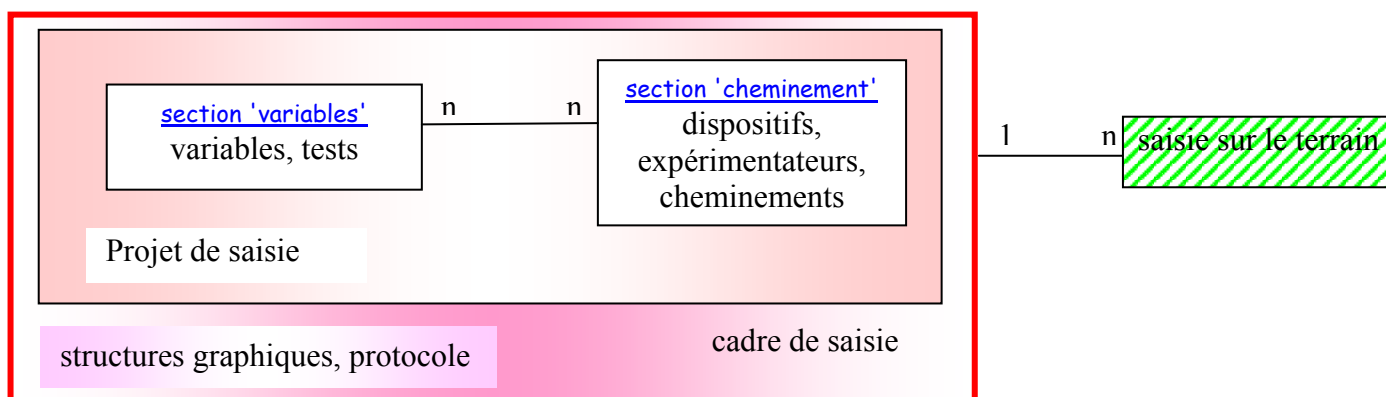 section 'variables'
variables, tests
n
n
section 'cheminement'
dispositifs,
expérimentateurs,
cheminements
Projet de saisie
structures graphiques, protocole
cadre de saisie
1
n
saisie sur le terrain